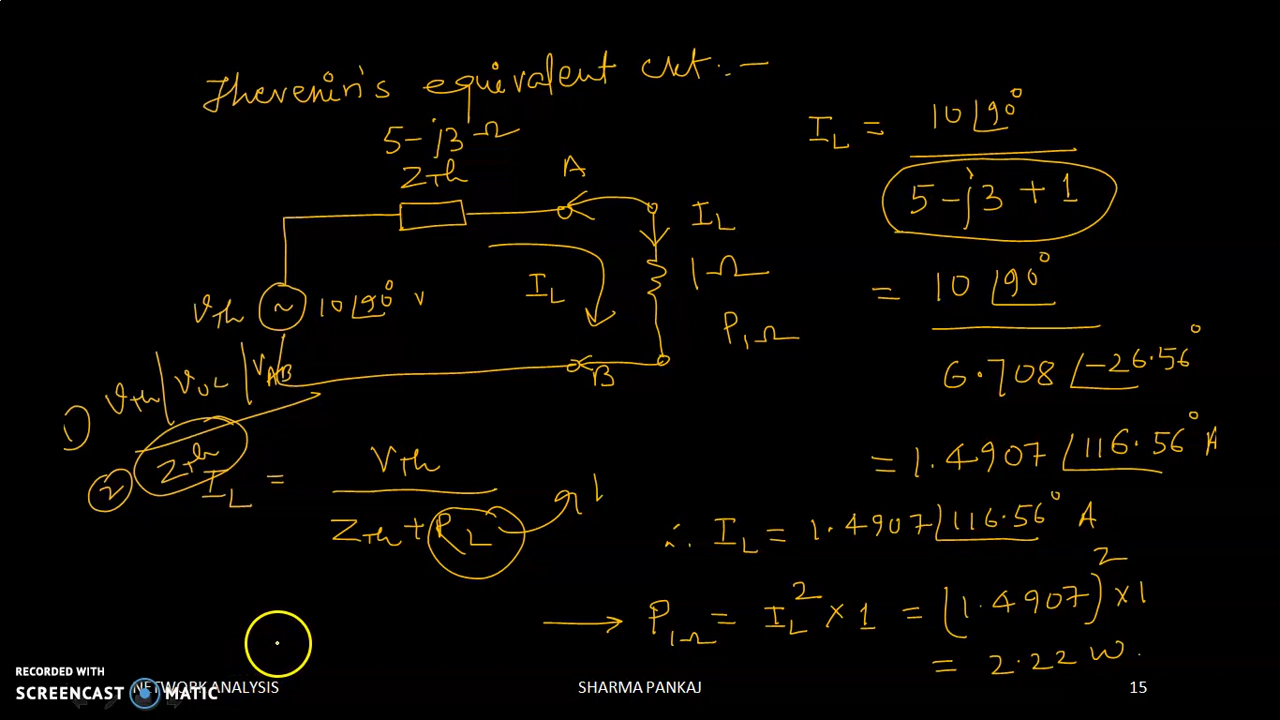 Thevenin's equivalent ckt :-
5-j3 Ω
ZTh
A
IL
1Ω
P1Ω
IL
VTh ~ 10∠90° v
B
1) VTh | VOC | VAB
② ZTh
IL = VTh / ZTh + RL
IL = 10∠90° / 5-j3+1
= 10∠90° / 6.708∠-26.56°
= 1.4907∠116.56° A
∴ IL = 1.4907∠116.56° A
→ P1Ω = IL² × 1 = (1.4907)² × 1
= 2.22 W.
RECORDED WITH
SCREENCAST MATIC
NETWORK ANALYSIS
SHARMA PANKAJ
15